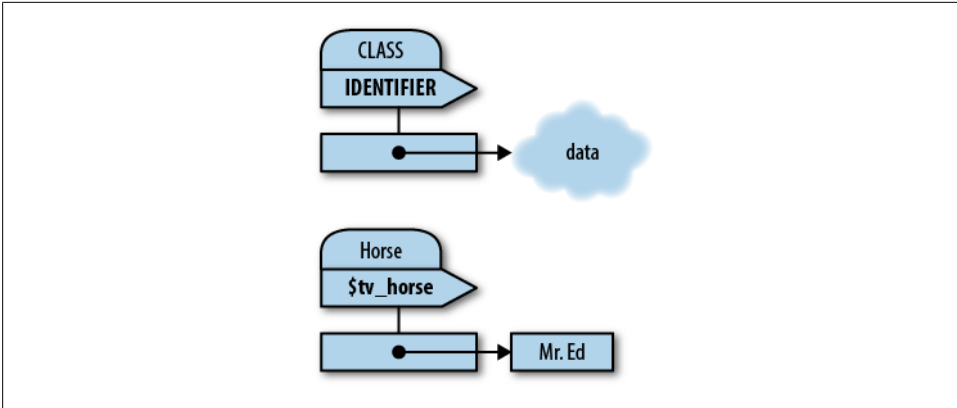 CLASS
IDENTIFIER
data
Horse
$tv_horse
Mr. Ed